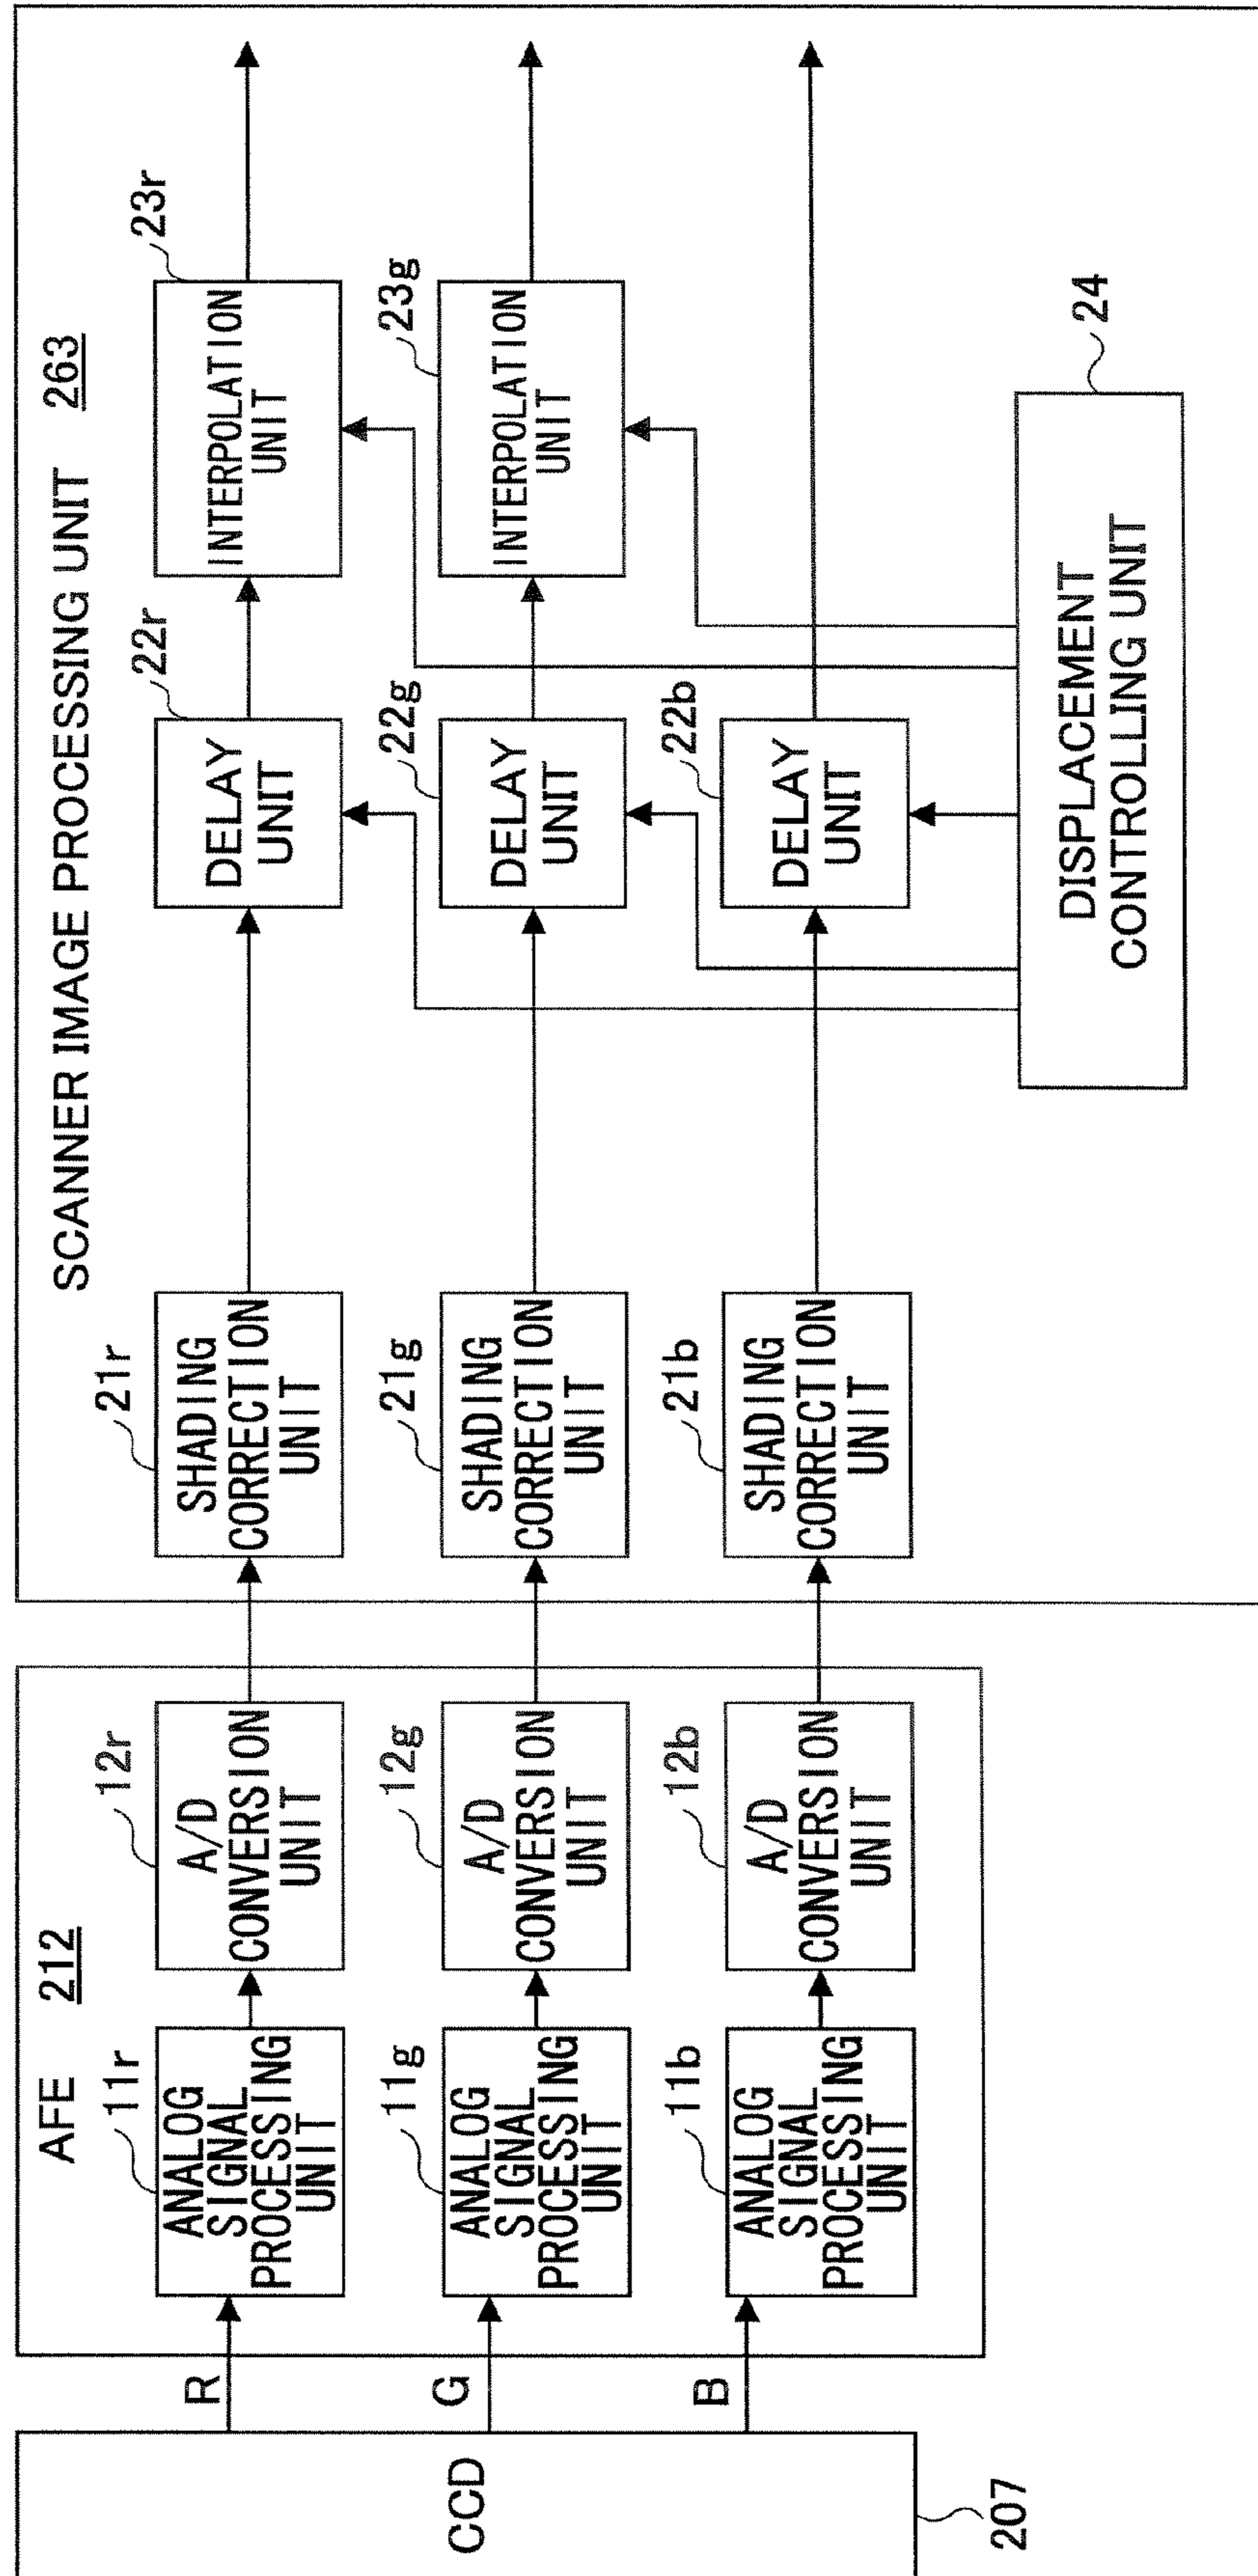 SCANNER IMAGE PROCESSING UNIT 263
AFE 212
CCD
207
R
11r
ANALOG
SIGNAL
PROCESSING
UNIT
12r
A/D
CONVERSION
UNIT
21r
SHADING
CORRECTION
UNIT
22r
DELAY
UNIT
23r
INTERPOLATION
UNIT
G
11g
ANALOG
SIGNAL
PROCESSING
UNIT
12g
A/D
CONVERSION
UNIT
21g
SHADING
CORRECTION
UNIT
22g
DELAY
UNIT
23g
INTERPOLATION
UNIT
B
11b
ANALOG
SIGNAL
PROCESSING
UNIT
12b
A/D
CONVERSION
UNIT
21b
SHADING
CORRECTION
UNIT
22b
DELAY
UNIT
24
DISPLACEMENT
CONTROLLING UNIT